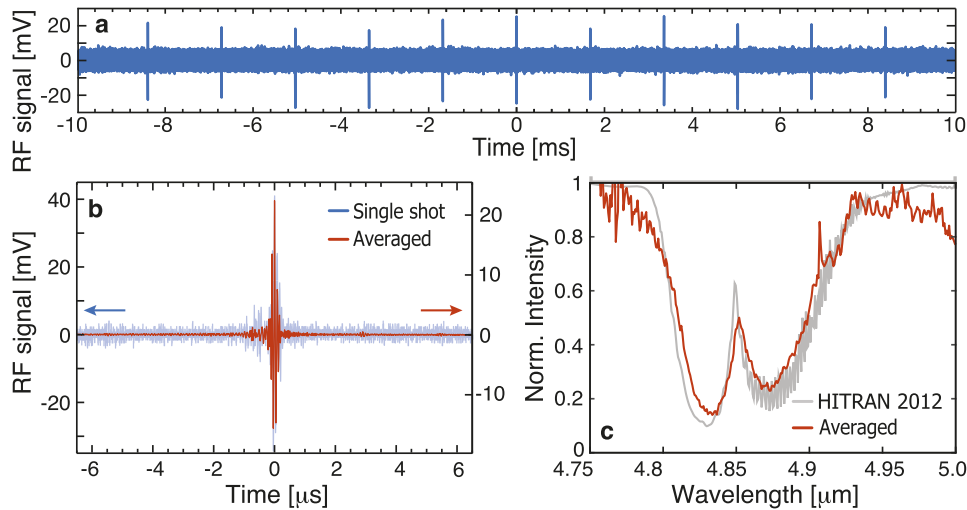 a
RF signal [mV]
20
0
-20
-10 -8 -6 -4 -2 0 2 4 6 8 10
Time [ms]
b
RF signal [mV]
40
20
0
-20
Single shot
Averaged
20
10
0
-10
-6 -4 -2 0 2 4 6
Time [μs]
Norm. Intensity
1
0.8
0.6
0.4
0.2
0
c
HITRAN 2012
Averaged
4.75 4.8 4.85 4.9 4.95 5.0
Wavelength [μm]